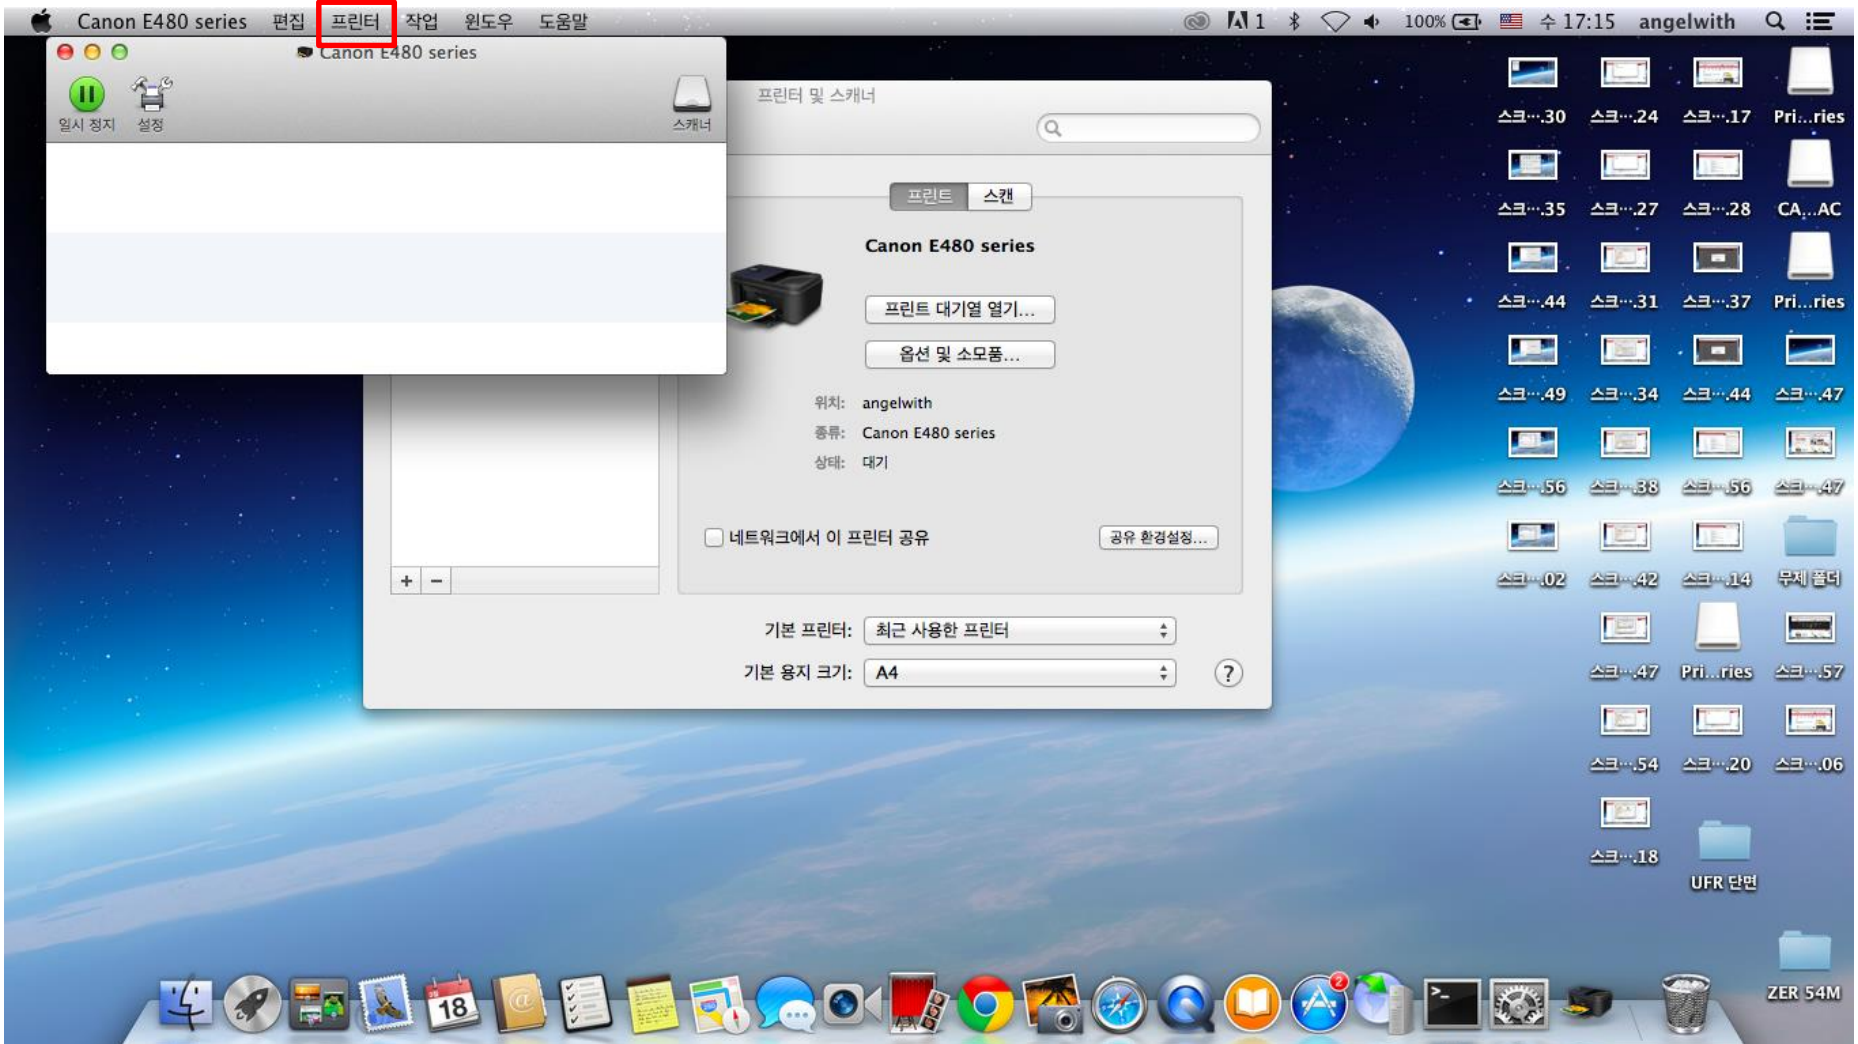 Canon E480 series 편집 프린터 작업 윈도우 도움말
1 100% 수 17:15 angelwith
Canon E480 series
일시 정지 설정 스캐너
프린터 및 스캐너
프린트 스캔
Canon E480 series
프린트 대기열 열기...
옵션 및 소모품...
위치: angelwith
종류: Canon E480 series
상태: 대기
네트워크에서 이 프린터 공유 공유 환경설정...
+ −
기본 프린터: 최근 사용한 프린터
기본 용지 크기: A4 ?
스크….30 스크….24 스크….17 Pri...ries
스크….35 스크….27 스크….28 CA...AC
스크….44 스크….31 스크….37 Pri...ries
스크….49 스크….34 스크….44 스크….47
스크….56 스크….38 스크….56 스크….47
스크….02 스크….42 스크….14 무제 폴더
스크….47 Pri...ries 스크….57
스크….54 스크….20 스크….06
스크….18
UFR 단면
ZER 54M
18
2